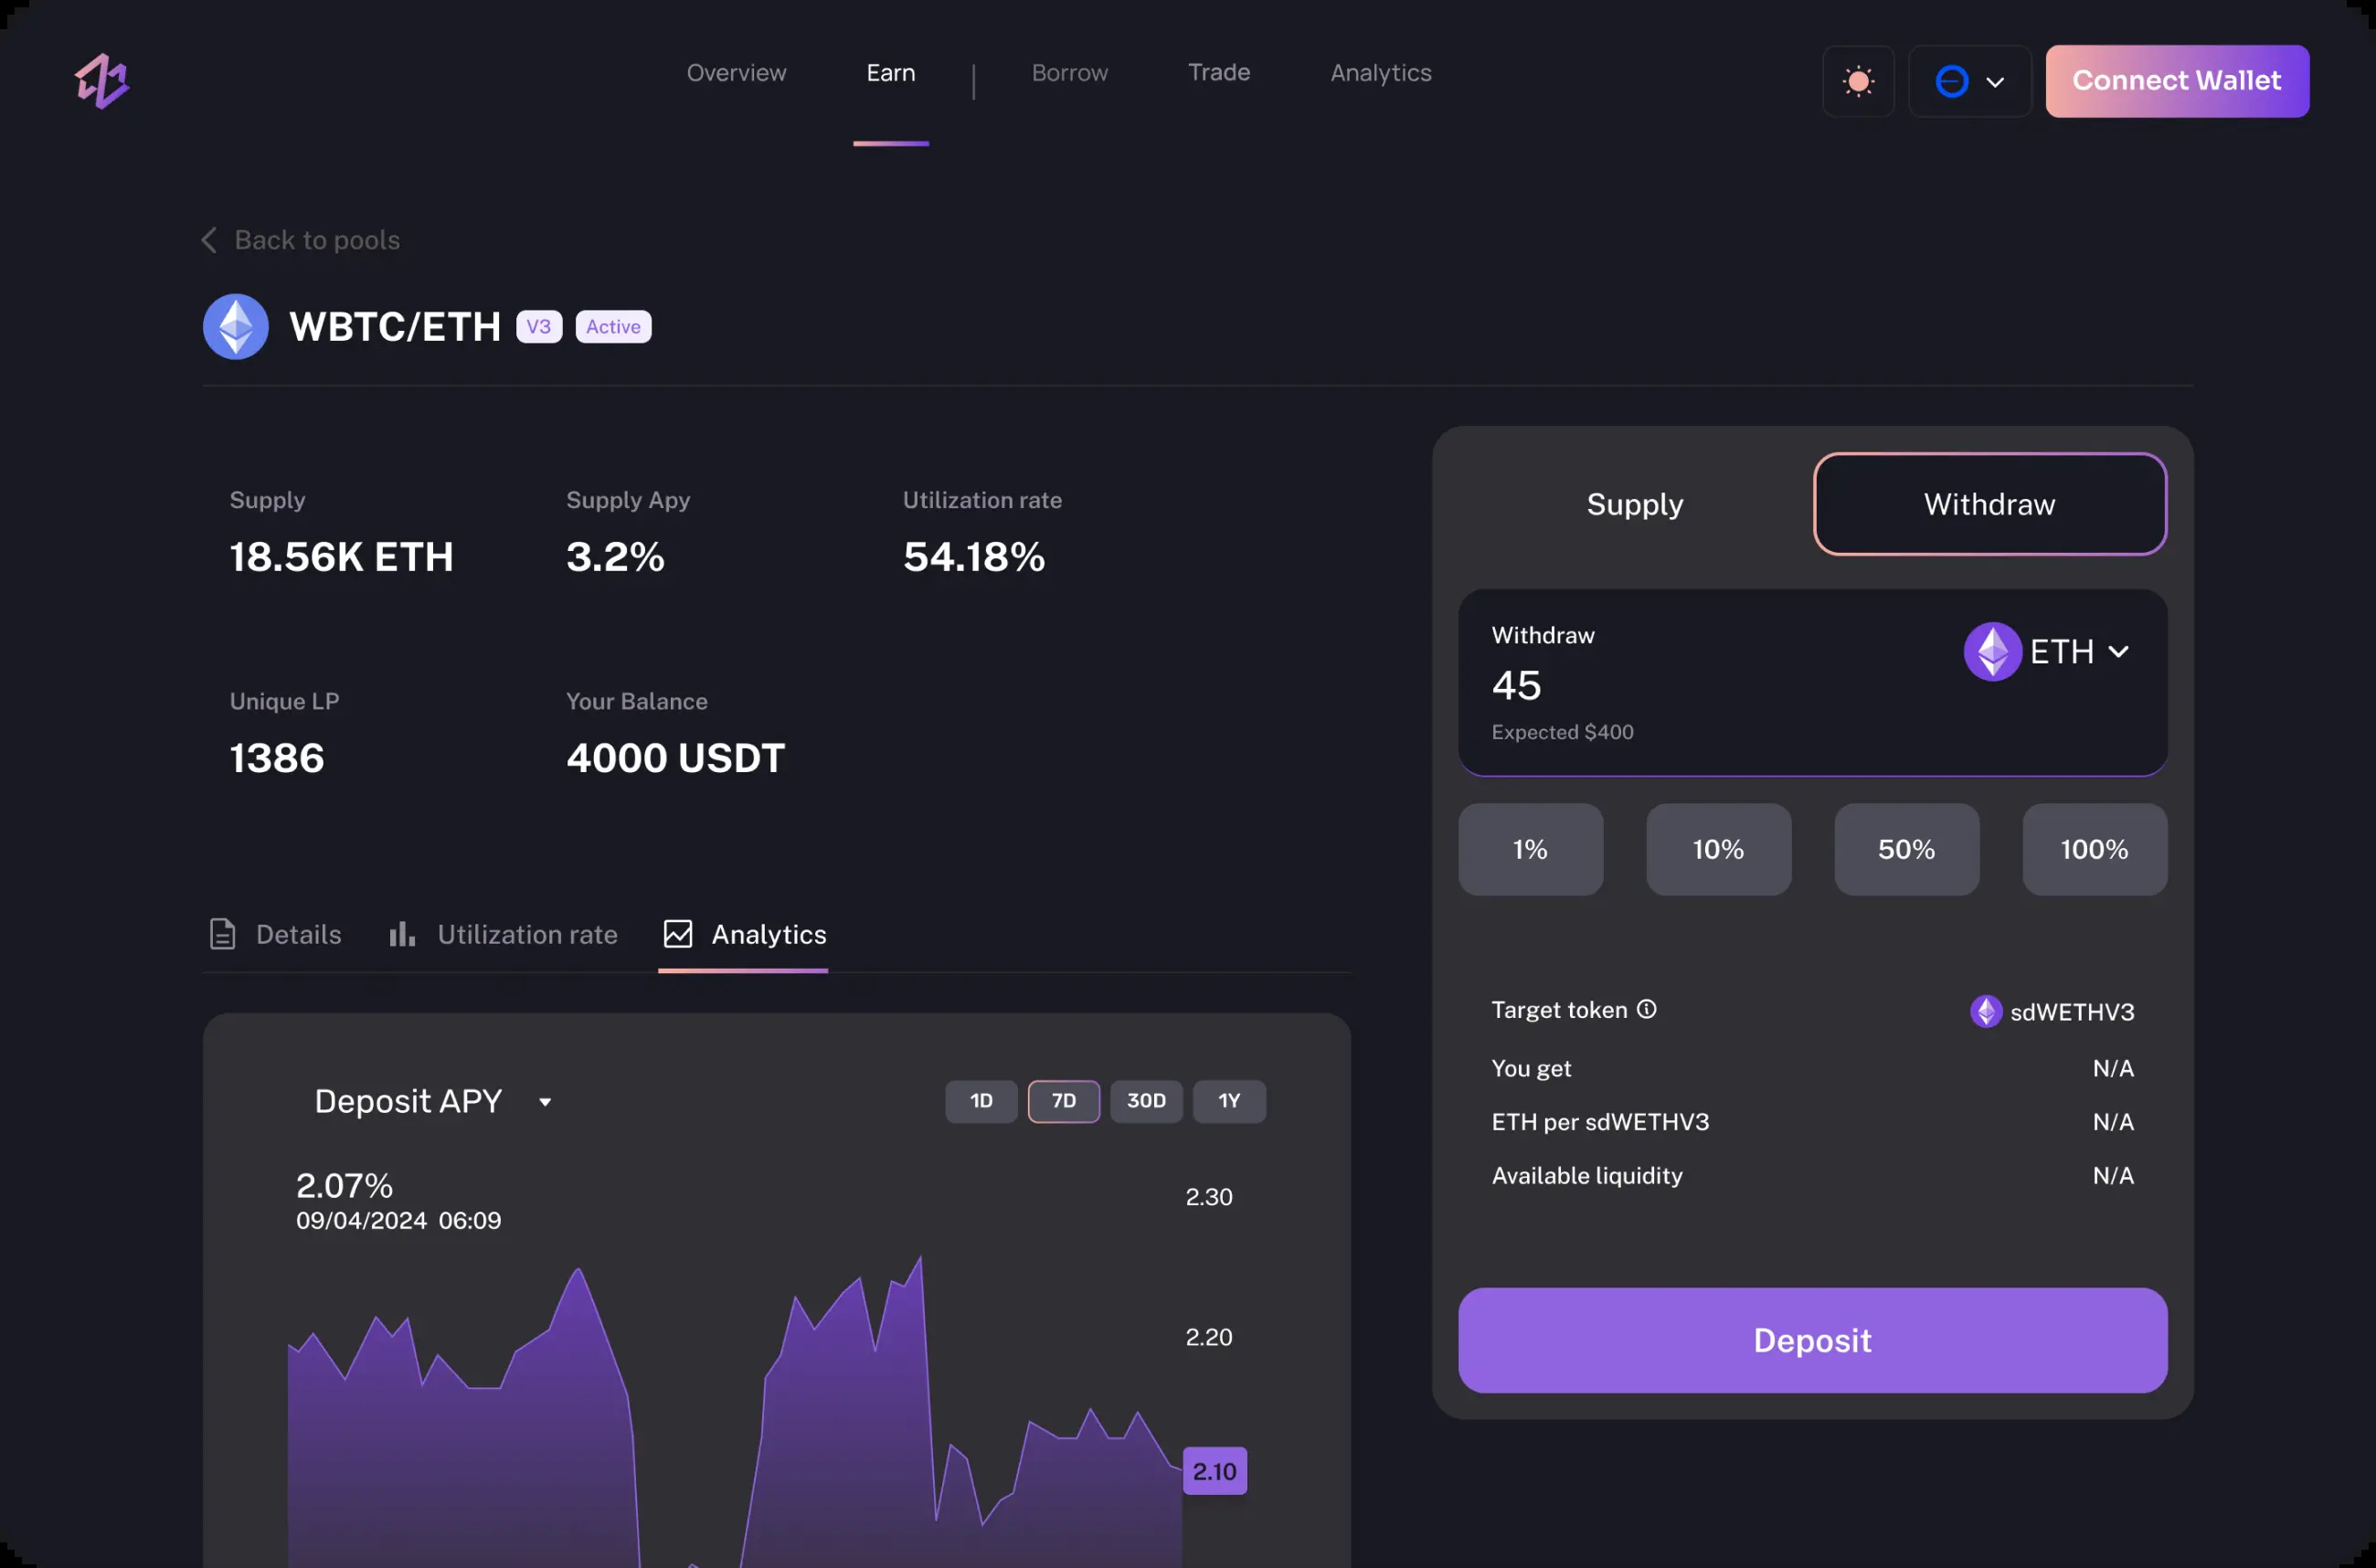 Overview Earn Borrow Trade Analytics Connect Wallet
Back to pools
WBTC/ETH V3 Active
Supply Supply Apy Utilization rate
18.56K ETH 3.2% 54.18%
Unique LP Your Balance
1386 4000 USDT
Details Utilization rate Analytics
Deposit APY 1D 7D 30D 1Y
2.07%
09/04/2024 06:09
2.30
2.20
2.10
Supply Withdraw
Withdraw
45 ETH
Expected $400
1% 10% 50% 100%
Target token sdWETHV3
You get N/A
ETH per sdWETHV3 N/A
Available liquidity N/A
Deposit